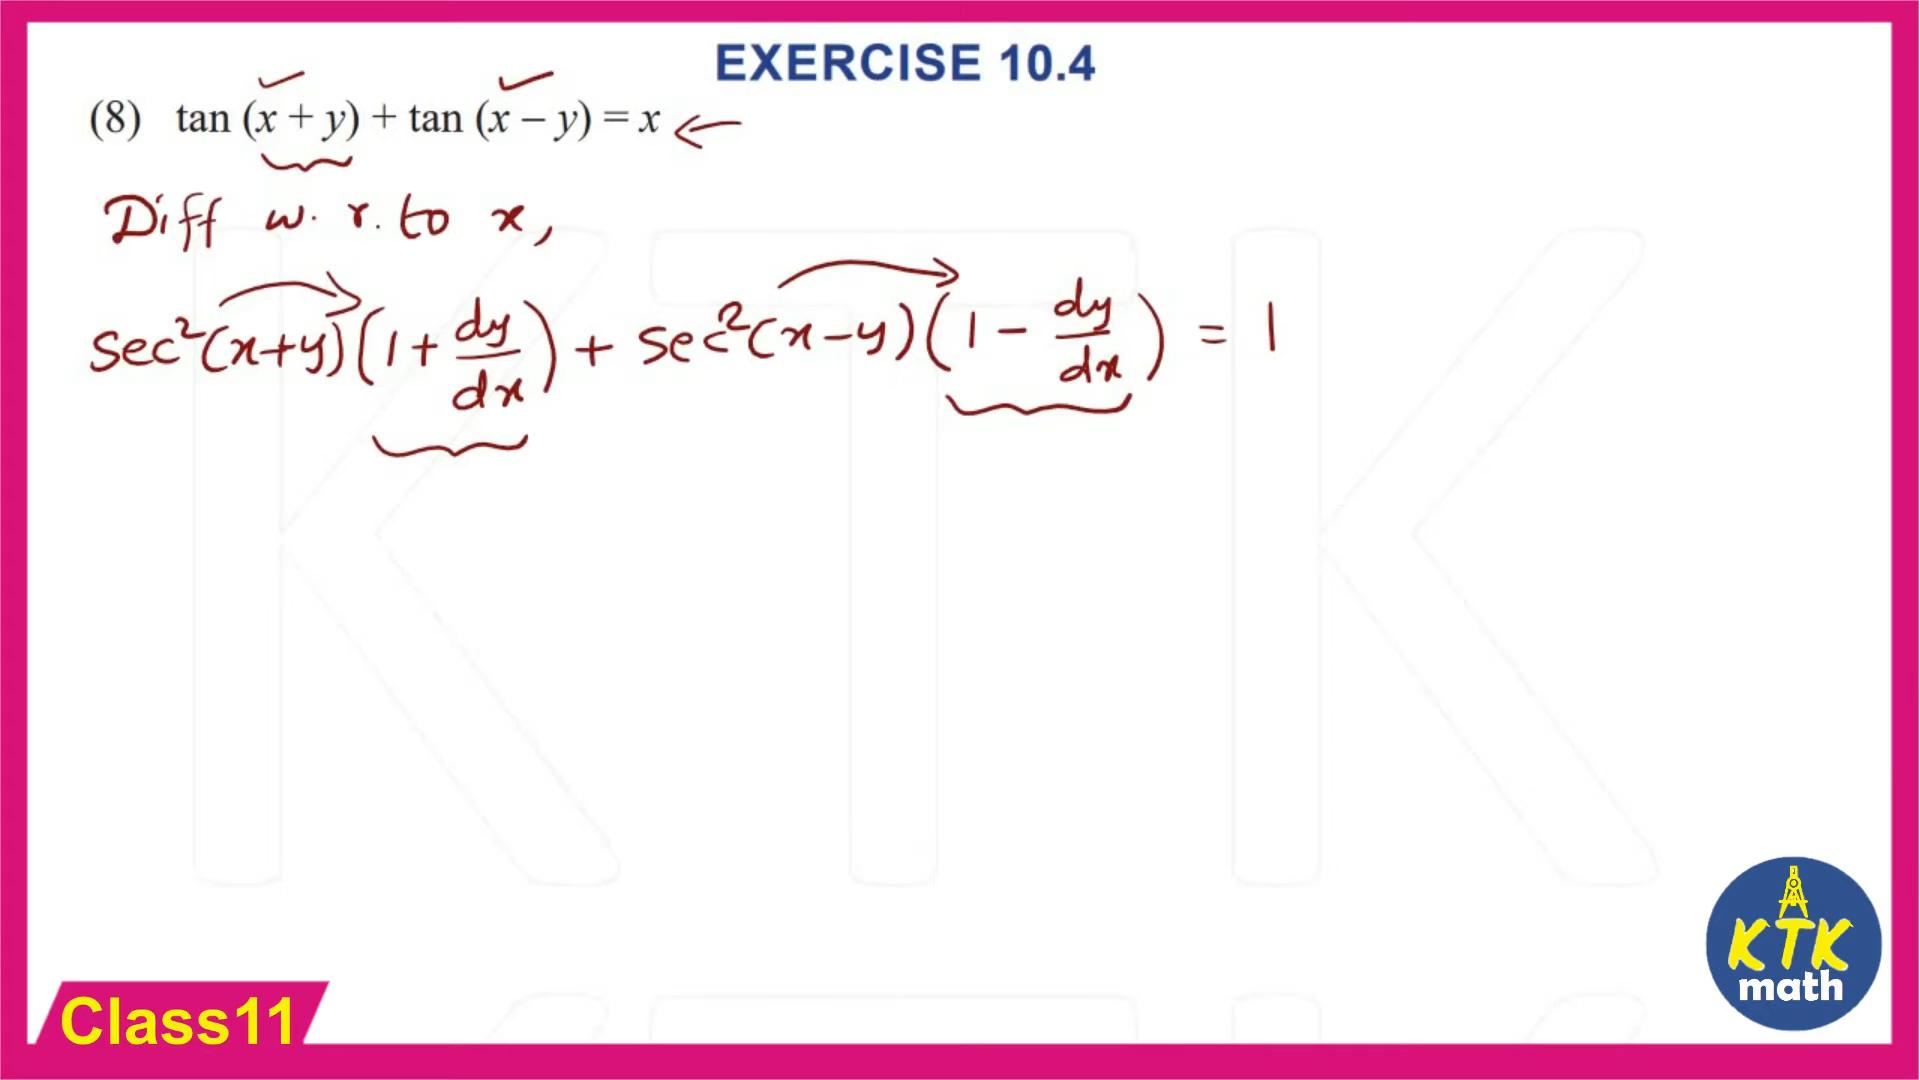 EXERCISE 10.4
(8) tan (x + y) + tan (x − y) = x ←
Diff w.r.to x,
sec²(x+y)(1 + dy/dx) + sec²(x−y)(1 − dy/dx) = 1
KTK
math
Class11